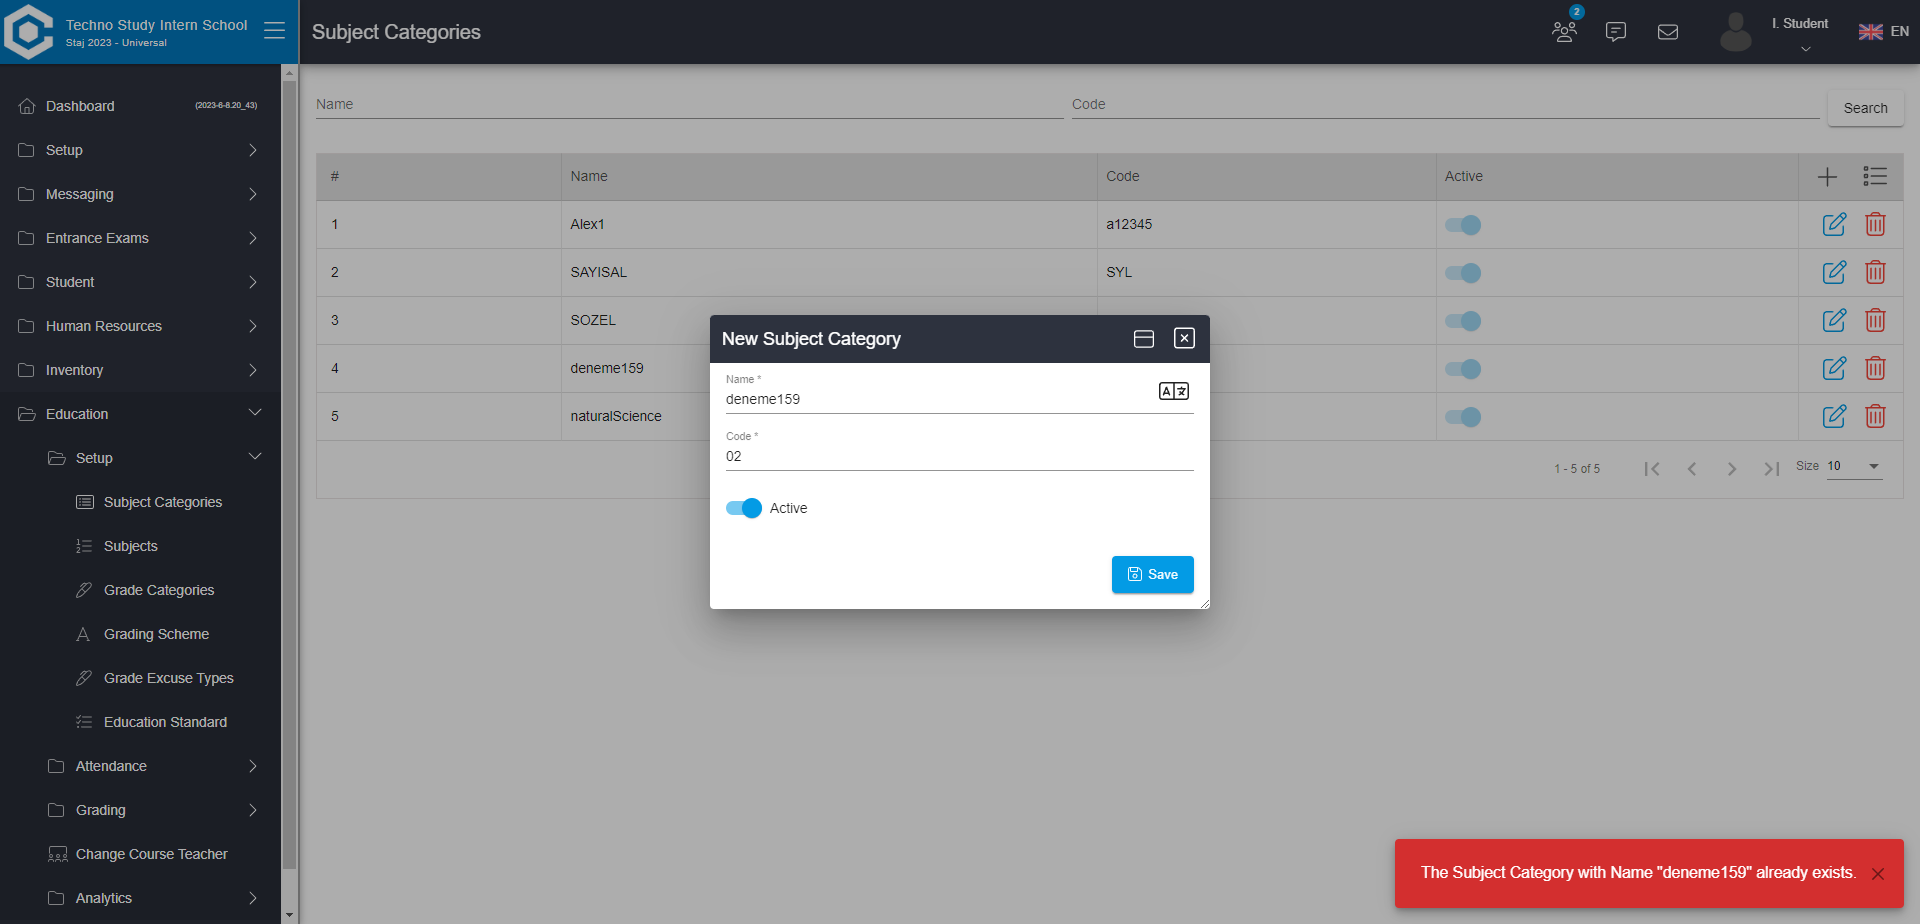 Techno Study Intern School
Staj 2023 - Universal
Subject Categories
2
I. Student
EN
Dashboard
(2023-6-8.20_43)
Setup
Messaging
Entrance Exams
Student
Human Resources
Inventory
Education
Setup
Subject Categories
Subjects
Grade Categories
Grading Scheme
Grade Excuse Types
Education Standard
Attendance
Grading
Change Course Teacher
Analytics
Name
Code
Search
# Name Code Active
1 Alex1 a12345
2 SAYISAL SYL
3 SOZEL
4 deneme159
5 naturalScience
1 - 5 of 5
Size 10
New Subject Category
Name *
deneme159
Code *
02
Active
Save
The Subject Category with Name "deneme159" already exists.